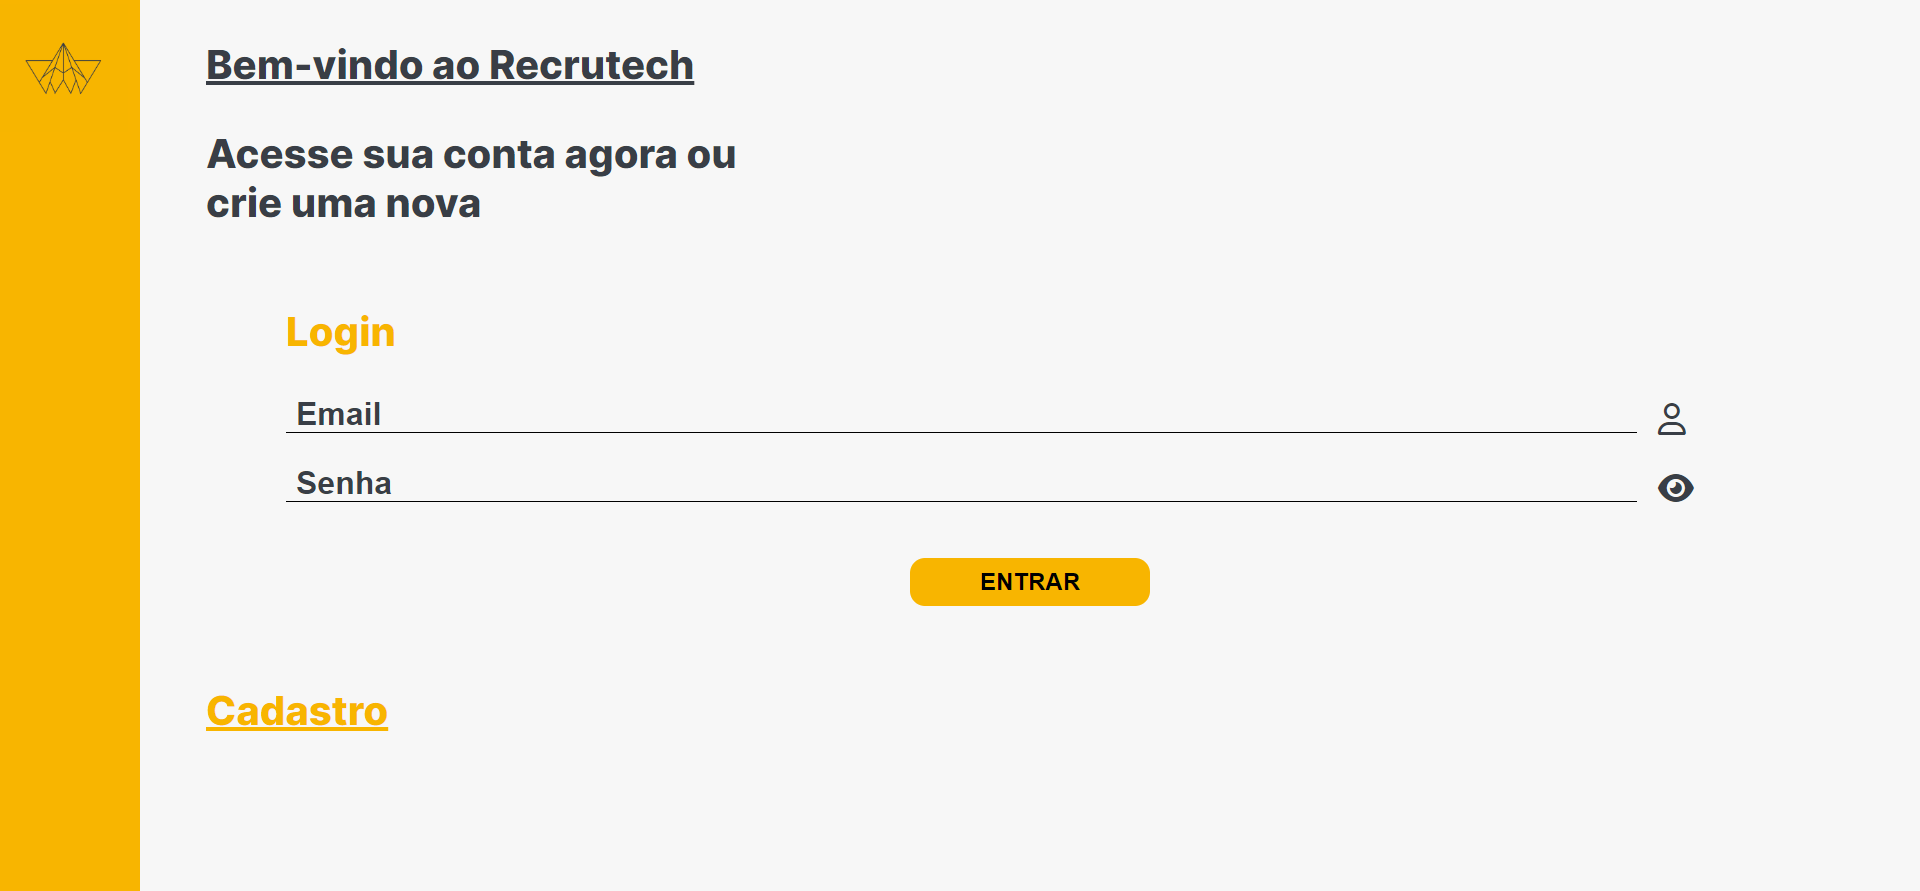 Bem-vindo ao Recrutech
Acesse sua conta agora ou
crie uma nova
Login
Email
Senha
ENTRAR
Cadastro